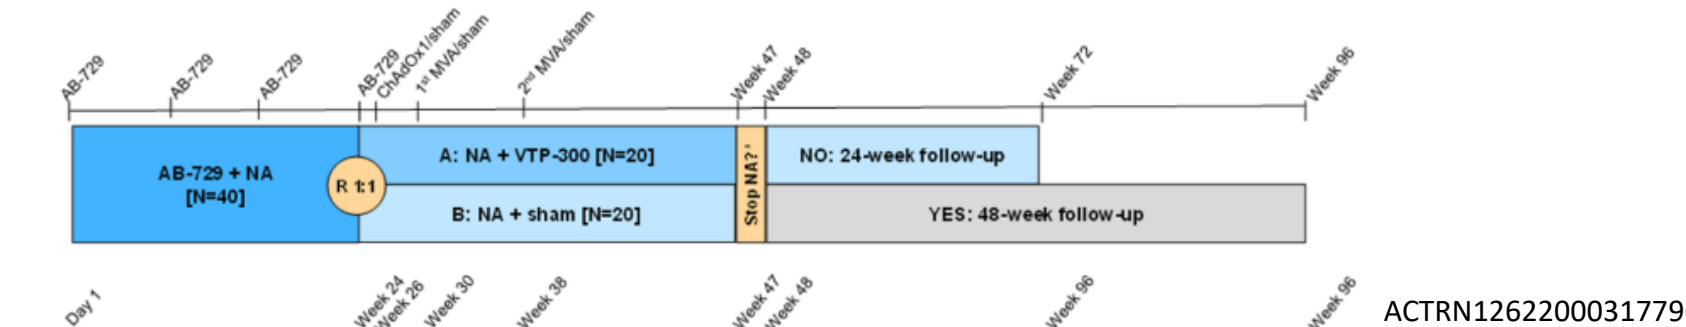 AB-729
AB-729
AB-729
AB-729
ChAdOx1/sham
1st MVA/sham
2nd MVA/sham
Week 47
Week 48
Week 72
Week 96
AB-729 + NA
[N=40]
R 1:1
A: NA + VTP-300 [N=20]
B: NA + sham [N=20]
Stop NA?*
NO: 24-week follow-up
YES: 48-week follow-up
Day 1
Week 24
Week 26
Week 30
Week 38
Week 47
Week 48
Week 96
Week 96
ACTRN1262200031779